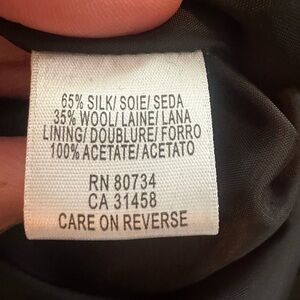 65% SILK/SOIE/SEDA
35% WOOL/LAINE/LANA
LINING/DOUBLURE/FORRO
100% ACETATE/ACETATO
RN 80734
CA 31458
CARE ON REVERSE